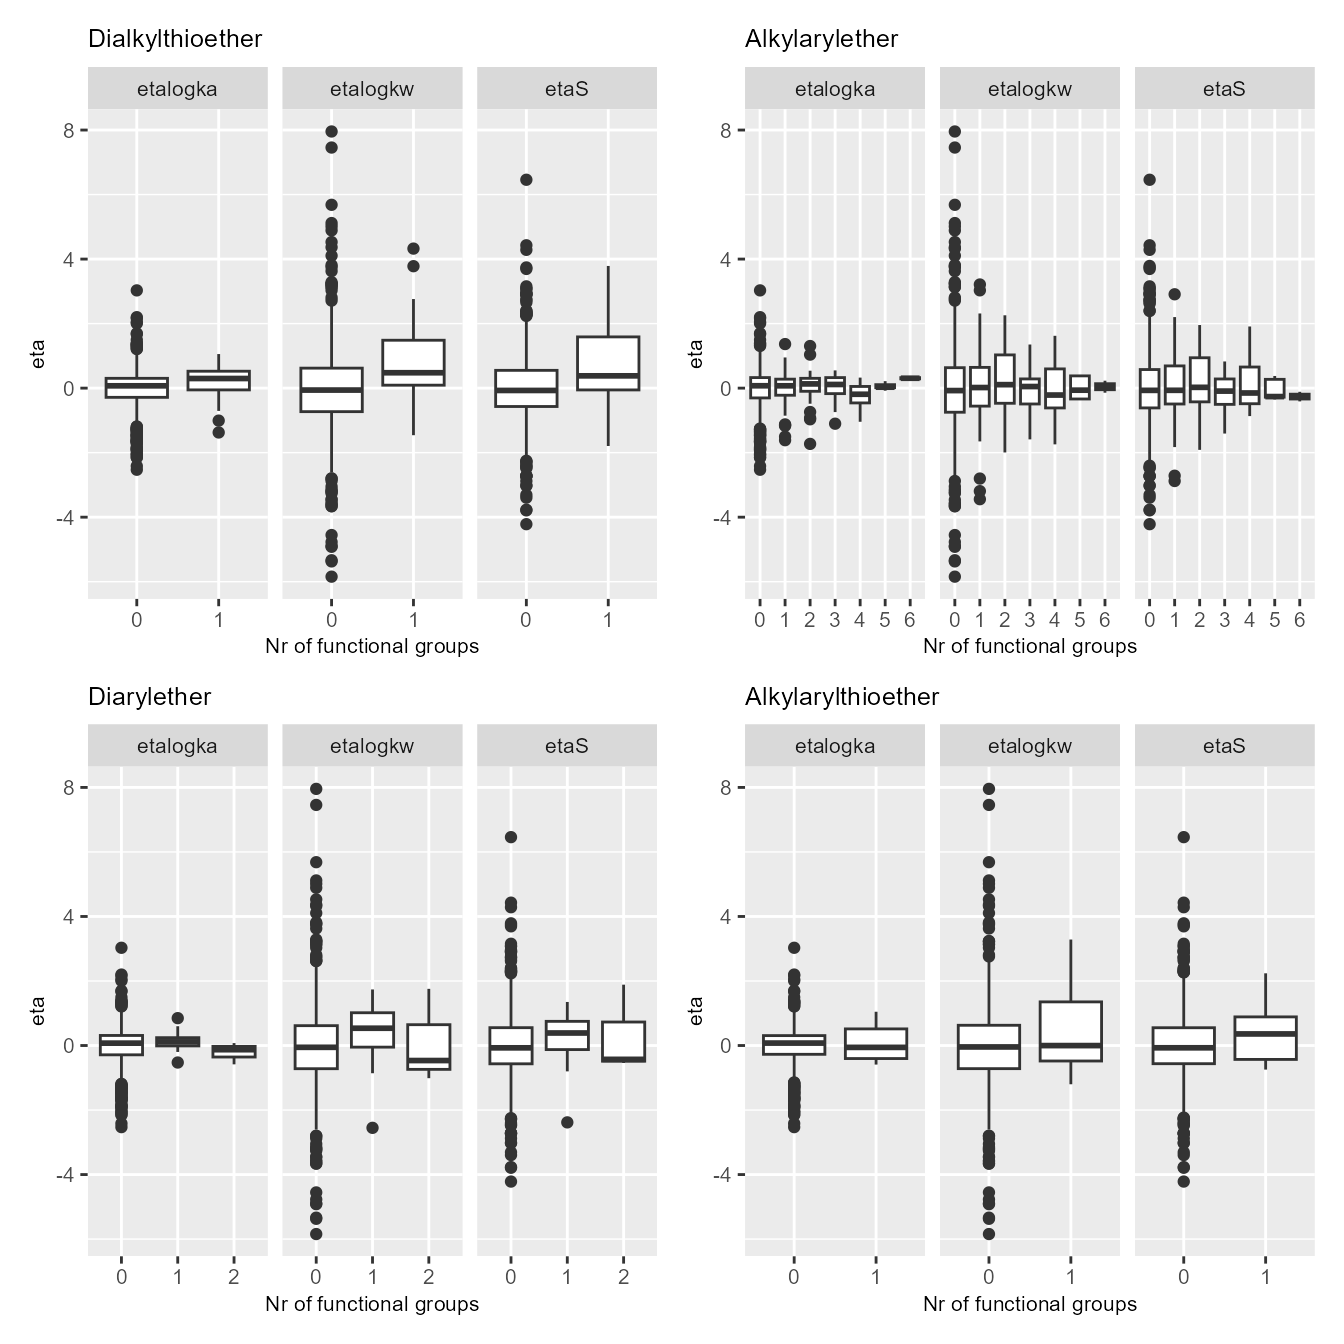 Dialkylthioether
etalogka etalogkw etaS
8
4
0
-4
eta
0 1 0 1 0 1
Nr of functional groups
Alkylarylether
etalogka etalogkw etaS
8
4
0
-4
eta
0 1 2 3 4 5 6 0 1 2 3 4 5 6 0 1 2 3 4 5 6
Nr of functional groups
Diarylether
etalogka etalogkw etaS
8
4
0
-4
eta
0 1 2 0 1 2 0 1 2
Nr of functional groups
Alkylarylthioether
etalogka etalogkw etaS
8
4
0
-4
eta
0 1 0 1 0 1
Nr of functional groups